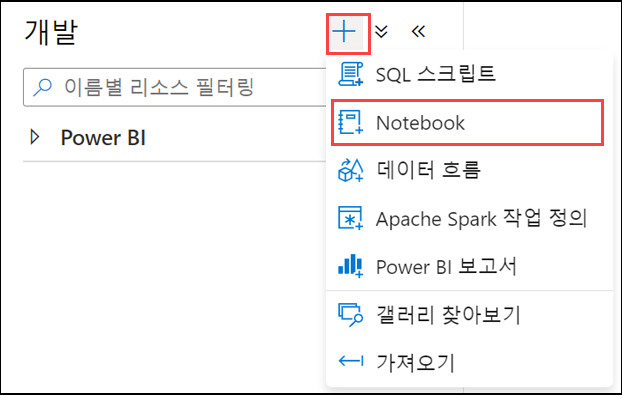 개발
이름별 리소스 필터링
Power BI
SQL 스크립트
Notebook
데이터 흐름
Apache Spark 작업 정의
Power BI 보고서
갤러리 찾아보기
가져오기